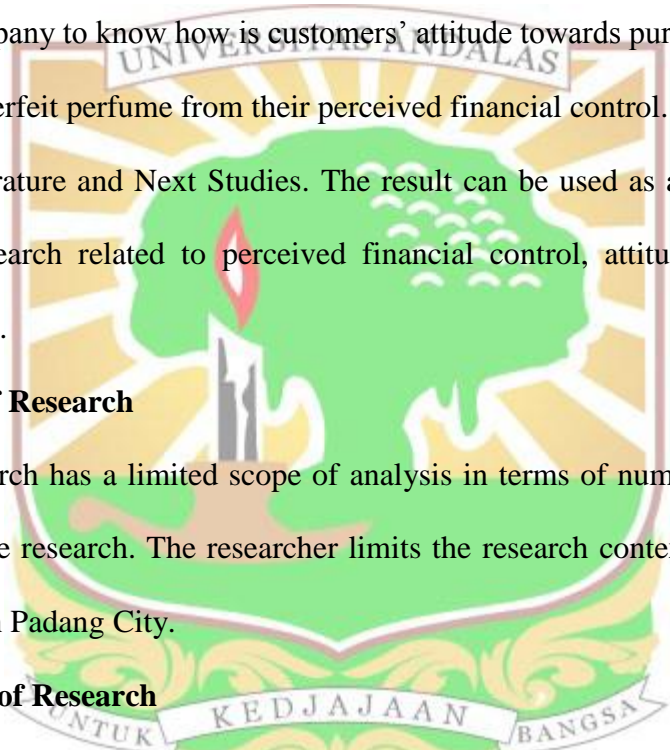 pany to know how is customers’ attitude towards pur
UNIVERSITAS ANDALAS
erfeit perfume from their perceived financial control.
rature and Next Studies. The result can be used as a
earch related to perceived financial control, attitu
.
f Research
rch has a limited scope of analysis in terms of num
e research. The researcher limits the research conte
n Padang City.
of Research
UNTUK KEDJAJAAN BANGSA